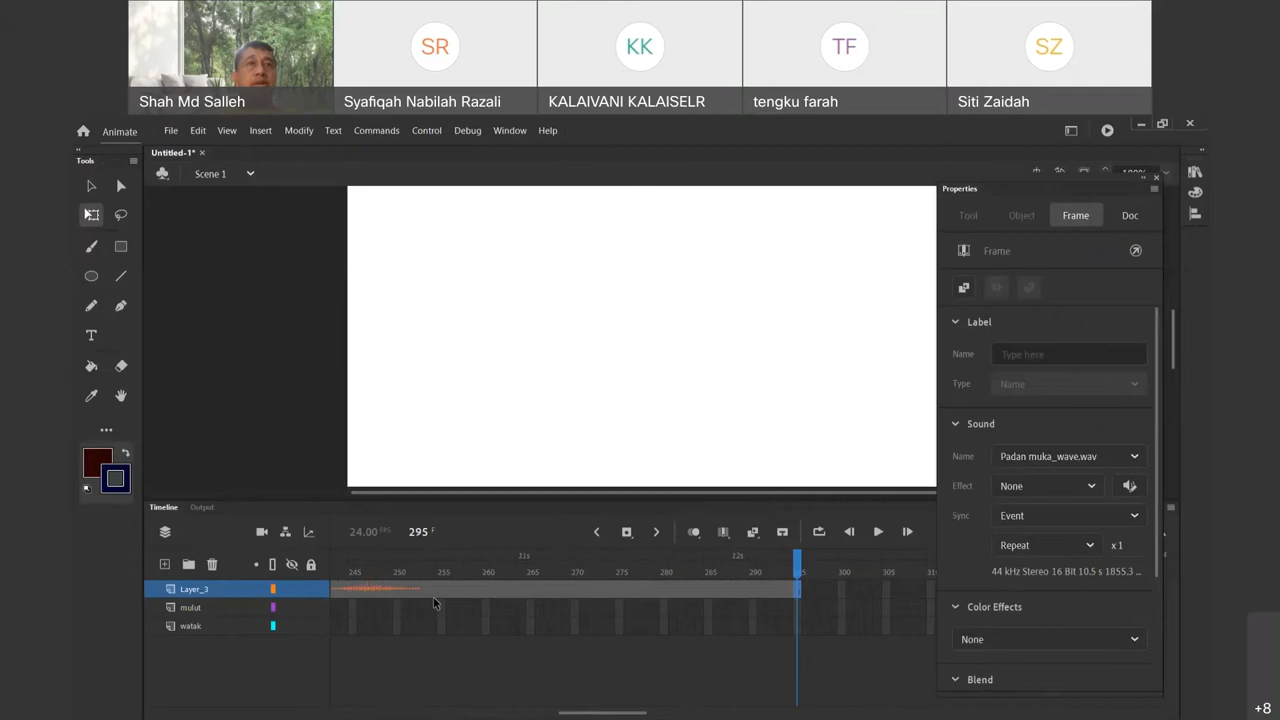 SR
KK
TF
SZ
Shah Md Salleh
Syafiqah Nabilah Razali
KALAIVANI KALAISELR
tengku farah
Siti Zaidah
Animate
File Edit View Insert Modify Text Commands Control Debug Window Help
Untitled-1*
Tools
Scene 1
Properties
Tool Object Frame Doc
Frame
Label
Name Type here
Type Name
Sound
Name Padan muka_wave.wav
Effect None
Sync Event
Repeat x 1
44 kHz Stereo 16 Bit 10.5 s 1855.3 ...
Color Effects
None
Blend
Timeline Output
24.00 FPS 295 F
11s 12s
245 250 255 260 265 270 275 280 285 290 300 305
Layer_3
mulut
watak
+8